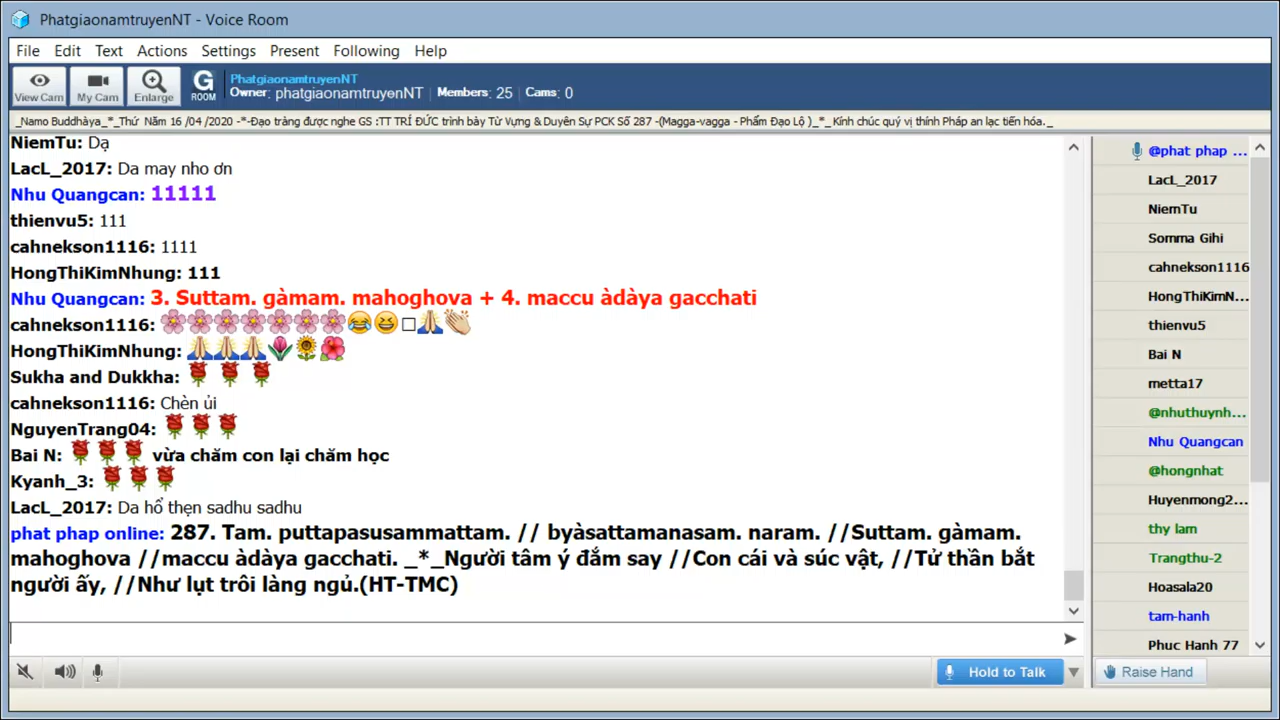 PhatgiaonamtruyenNT - Voice Room
File Edit Text Actions Settings Present Following Help
View Cam My Cam Enlarge G ROOM
PhatgiaonamtruyenNT
Owner: phatgiaonamtruyenNT Members: 25 Cams: 0
_Namo Buddhàya_*_Thứ Năm 16 /04 /2020 -*-Đạo tràng được nghe GS :TT TRÍ ĐỨC trình bày Từ Vựng & Duyên Sự PCK Số 287 -(Magga-vagga - Phẩm Đạo Lộ )_*_ Kính chúc quý vị thính Pháp an lạc tiến hóa._
NiemTu: Dạ
LacL_2017: Da may nho ơn
Nhu Quangcan: 11111
thienvu5: 111
cahnekson1116: 1111
HongThiKimNhung: 111
Nhu Quangcan: 3. Suttam. gàmam. mahoghova + 4. maccu àdàya gacchati
cahnekson1116: 🌸🌸🌸🌸🌸🌸🌸😂😆□🙏👏
HongThiKimNhung: 🙏🙏🙏🌷🌻🌺
Sukha and Dukkha: 🌹 🌹 🌹
cahnekson1116: Chèn ủi
NguyenTrang04: 🌹🌹🌹
Bai N: 🌹🌹🌹 vừa chăm con lại chăm học
Kyanh_3: 🌹🌹🌹
LacL_2017: Da hổ thẹn sadhu sadhu
phat phap online: 287. Tam. puttapasusammattam. // byàsattamanasam. naram. //Suttam. gàmam.
mahoghova //maccu àdàya gacchati. _*_Người tâm ý đắm say //Con cái và súc vật, //Tử thần bắt
người ấy, //Như lụt trôi làng ngủ.(HT-TMC)
@phat phap ...
LacL_2017
NiemTu
Somma Gihi
cahnekson1116
HongThiKimN...
thienvu5
Bai N
metta17
@nhuthuynh...
Nhu Quangcan
@hongnhat
Huyenmong2...
thy lam
Trangthu-2
Hoasala20
tam-hanh
Phuc Hanh 77
Hold to Talk
Raise Hand